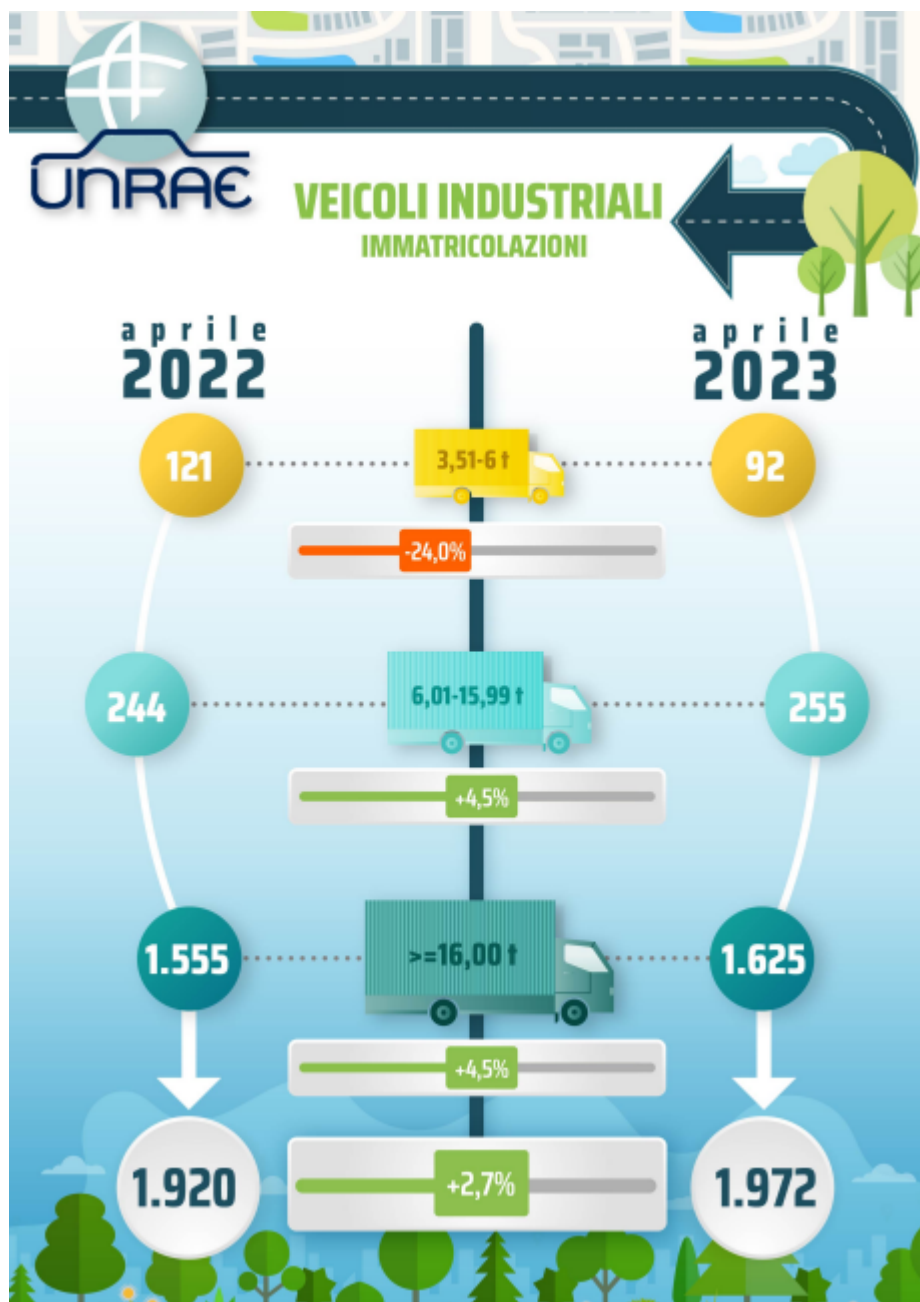 UNRAE
VEICOLI INDUSTRIALI
IMMATRICOLAZIONI
aprile
2022
aprile
2023
121
3,51-6 t
92
-24,0%
244
6,01-15,99 t
255
+4,5%
1.555
>=16,00 t
1.625
+4,5%
1.920
+2,7%
1.972